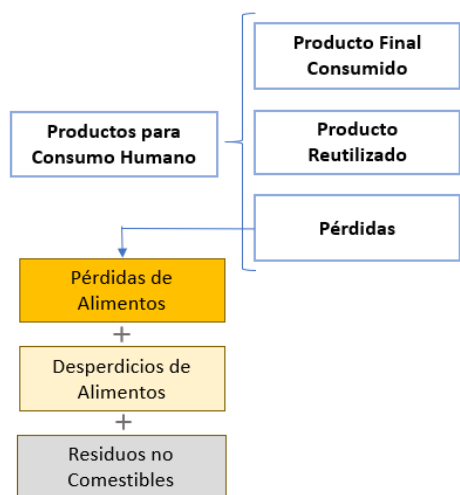 Producto Final
Consumido
Productos para
Consumo Humano
Producto
Reutilizado
Pérdidas
Pérdidas de
Alimentos
+
Desperdicios de
Alimentos
+
Residuos no
Comestibles